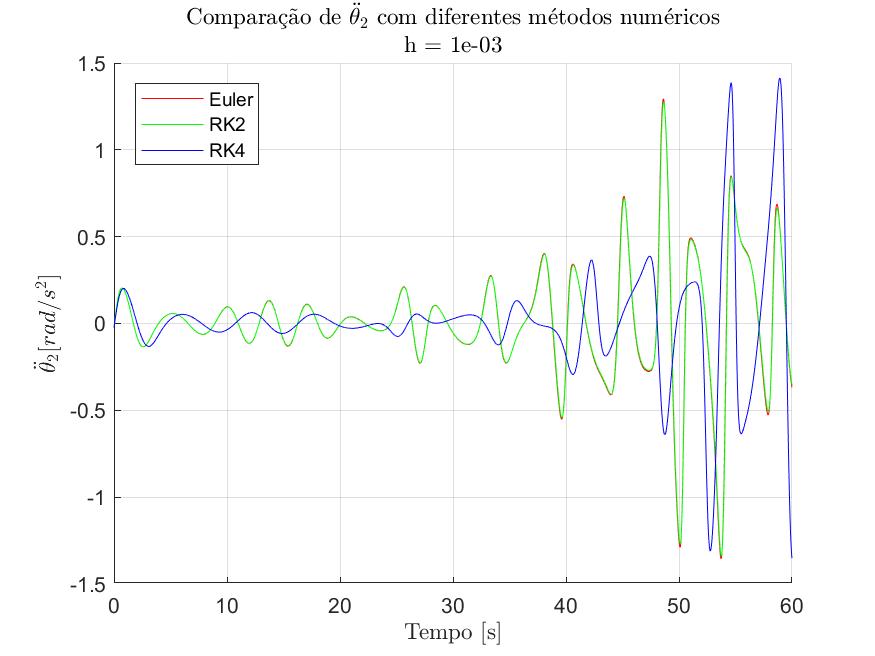 Comparação de θ̈₂ com diferentes métodos numéricos
h = 1e-03
1.5
Euler
RK2
RK4
1
0.5
0
-0.5
-1
-1.5
θ̈₂[rad/s²]
0 10 20 30 40 50 60
Tempo [s]